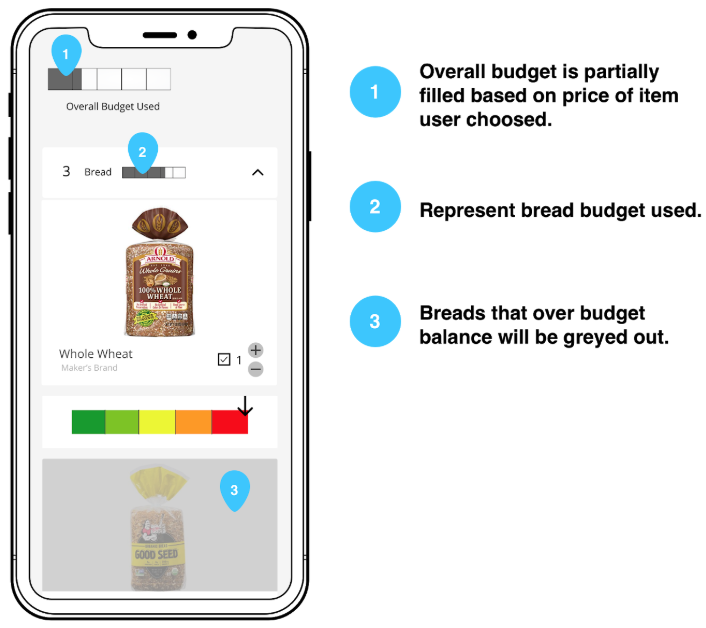 1
Overall Budget Used
2
3 Bread
ARNOLD
Whole Grains
100% WHOLE
WHEAT
Whole Wheat
Maker's Brand
1
3
GOOD SEED
1
Overall budget is partially
filled based on price of item
user choosed.
2
Represent bread budget used.
3
Breads that over budget
balance will be greyed out.